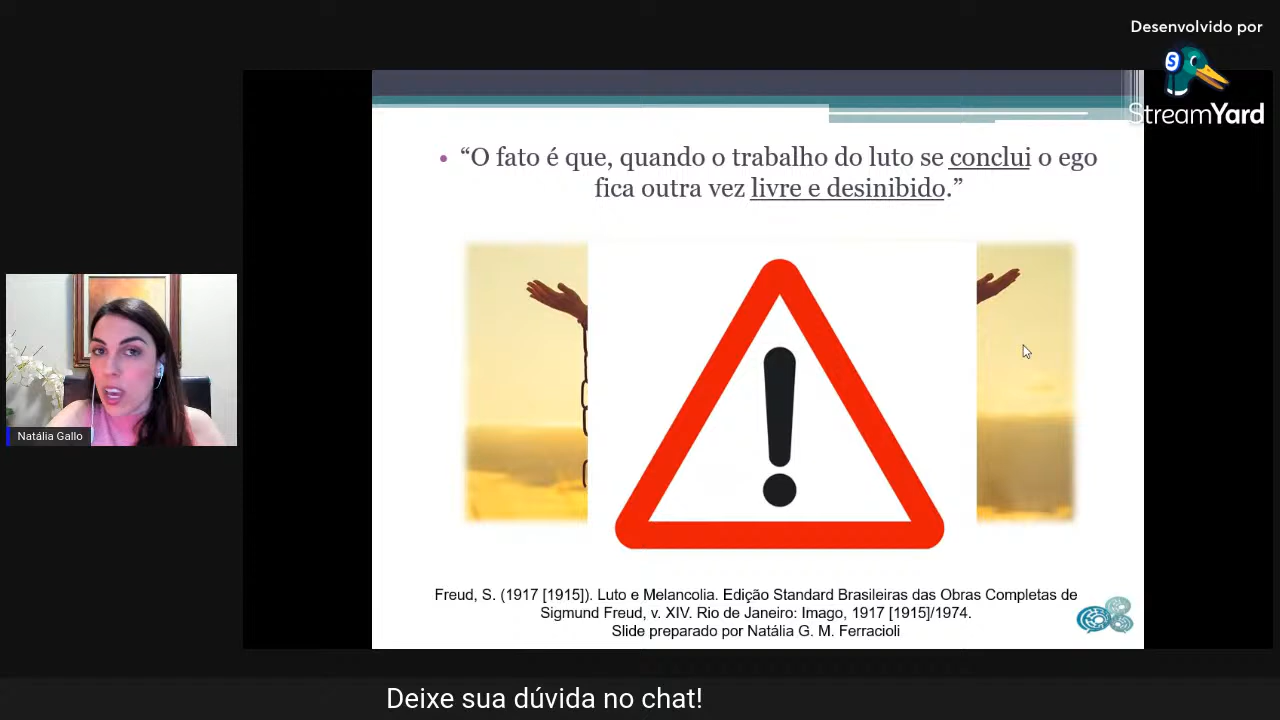 Desenvolvido por
StreamYard
• “O fato é que, quando o trabalho do luto se conclui o ego
fica outra vez livre e desinibido.”
Natália Gallo
Freud, S. (1917 [1915]). Luto e Melancolia. Edição Standard Brasileiras das Obras Completas de
Sigmund Freud, v. XIV. Rio de Janeiro: Imago, 1917 [1915]/1974.
Slide preparado por Natália G. M. Ferracioli
Deixe sua dúvida no chat!